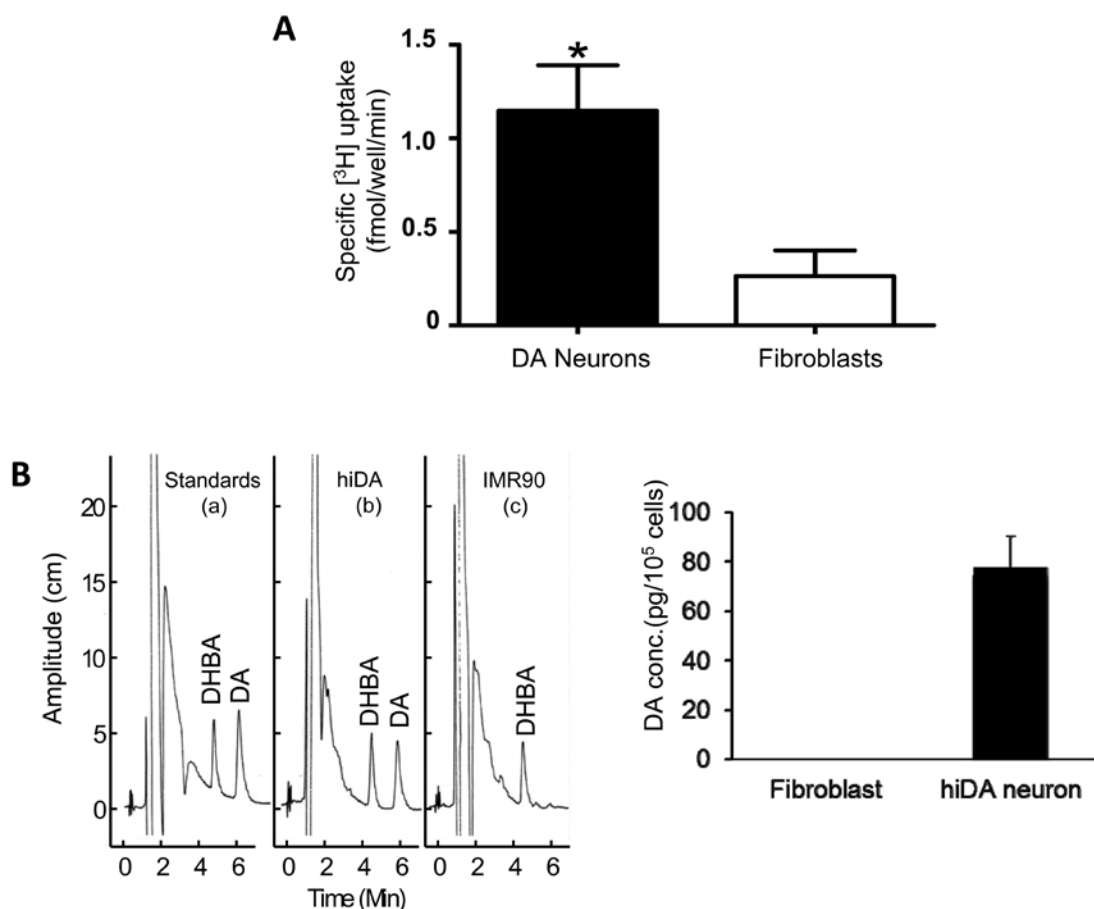 A
Specific [³H] uptake
(fmol/well/min)
1.5
*
1.0
0.5
0
DA Neurons
Fibroblasts
B
Amplitude (cm)
20
15
10
5
0
Standards
(a)
DHBA
DA
hiDA
(b)
DHBA
DA
IMR90
(c)
DHBA
0 2 4 6
0 2 4 6
0 2 4 6
Time (Min)
DA conc.(pg/10⁵ cells)
100
80
60
40
20
0
Fibroblast
hiDA neuron